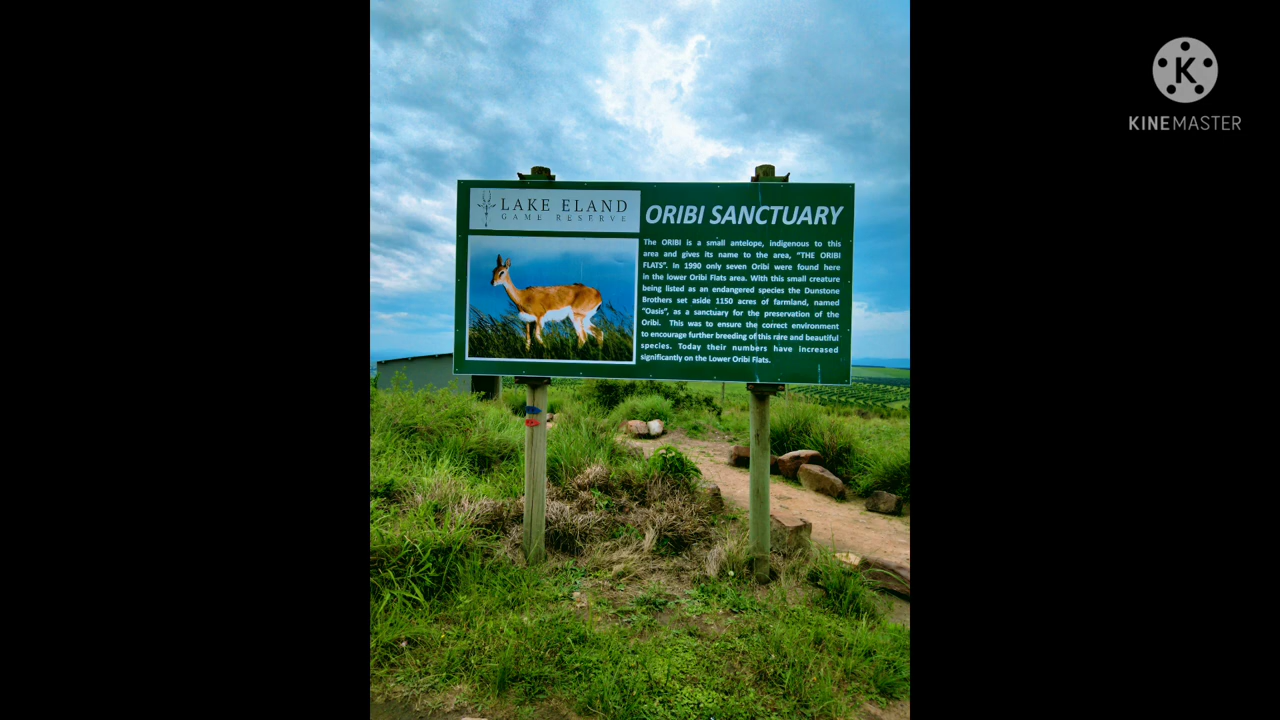 LAKE ELAND
GAME RESERVE
ORIBI SANCTUARY
The ORIBI is a small antelope, indigenous to this
area and gives its name to the area, "THE ORIBI
FLATS". In 1990 only seven Oribi were found here
in the lower Oribi Flats area. With this small creature
being listed as an endangered species the Dunstone
Brothers set aside 1150 acres of farmland, named
"Oasis", as a sanctuary for the preservation of the
Oribi. This was to ensure the correct environment
to encourage further breeding of this rare and beautiful
species. Today their numbers have increased
significantly on the Lower Oribi Flats.
K
KINEMASTER